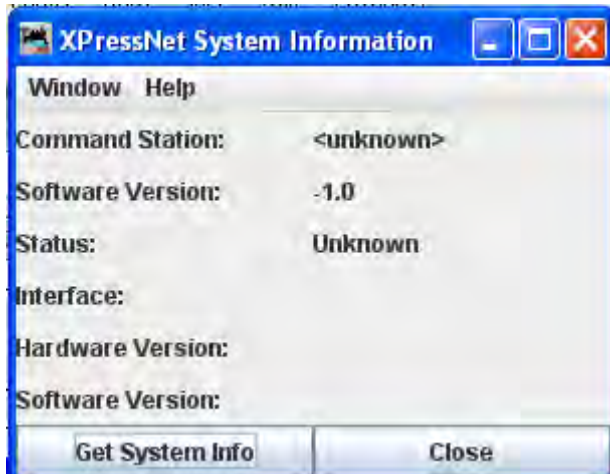 XPressNet System Information
Window Help
Command Station: <unknown>
Software Version: -1.0
Status: Unknown
Interface:
Hardware Version:
Software Version:
Get System Info Close